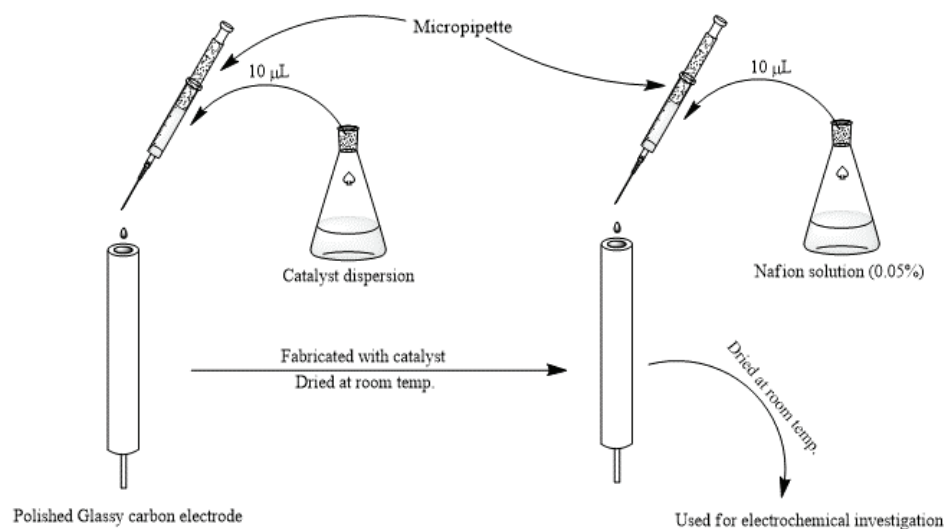 Micropipette
10 μL
10 μL
Catalyst dispersion
Nafion solution (0.05%)
Fabricated with catalyst
Dried at room temp.
Dried at room temp.
Polished Glassy carbon electrode
Used for electrochemical investigation